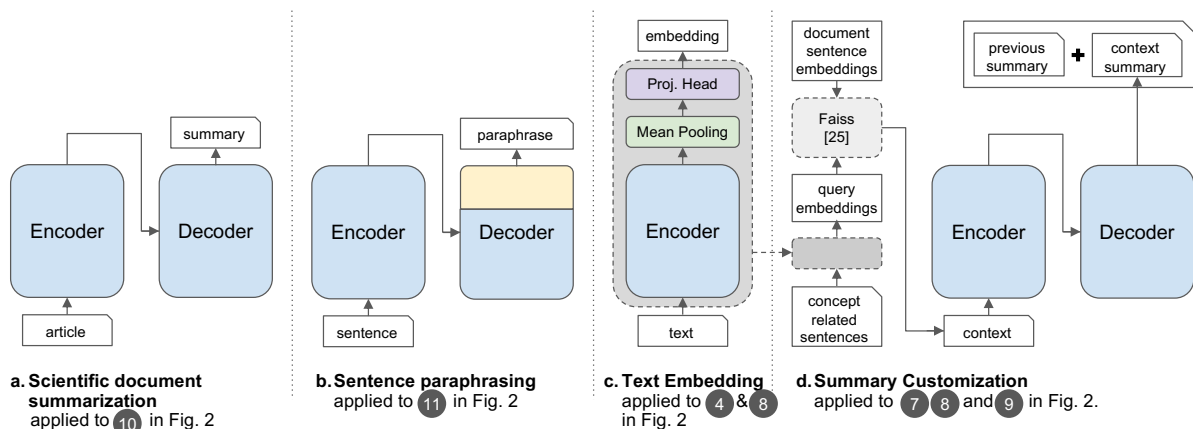 summary
Encoder
Decoder
article
a. Scientific document
summarization
applied to 10 in Fig. 2
paraphrase
Encoder
Decoder
sentence
b. Sentence paraphrasing
applied to 11 in Fig. 2
embedding
Proj. Head
Mean Pooling
Encoder
text
c. Text Embedding
applied to 4 & 8
in Fig. 2
document
sentence
embeddings
Faiss
[25]
query
embeddings
concept
related
sentences
previous
summary
+
context
summary
Encoder
Decoder
context
d. Summary Customization
applied to 7 8 and 9 in Fig. 2.